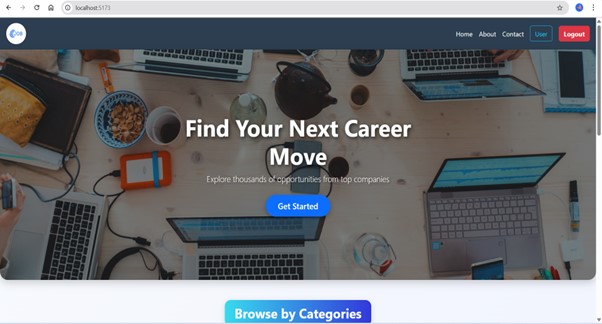 localhost:5173
Home About Contact User Logout
Find Your Next Career
Move
Explore thousands of opportunities from top companies
Get Started
Browse by Categories